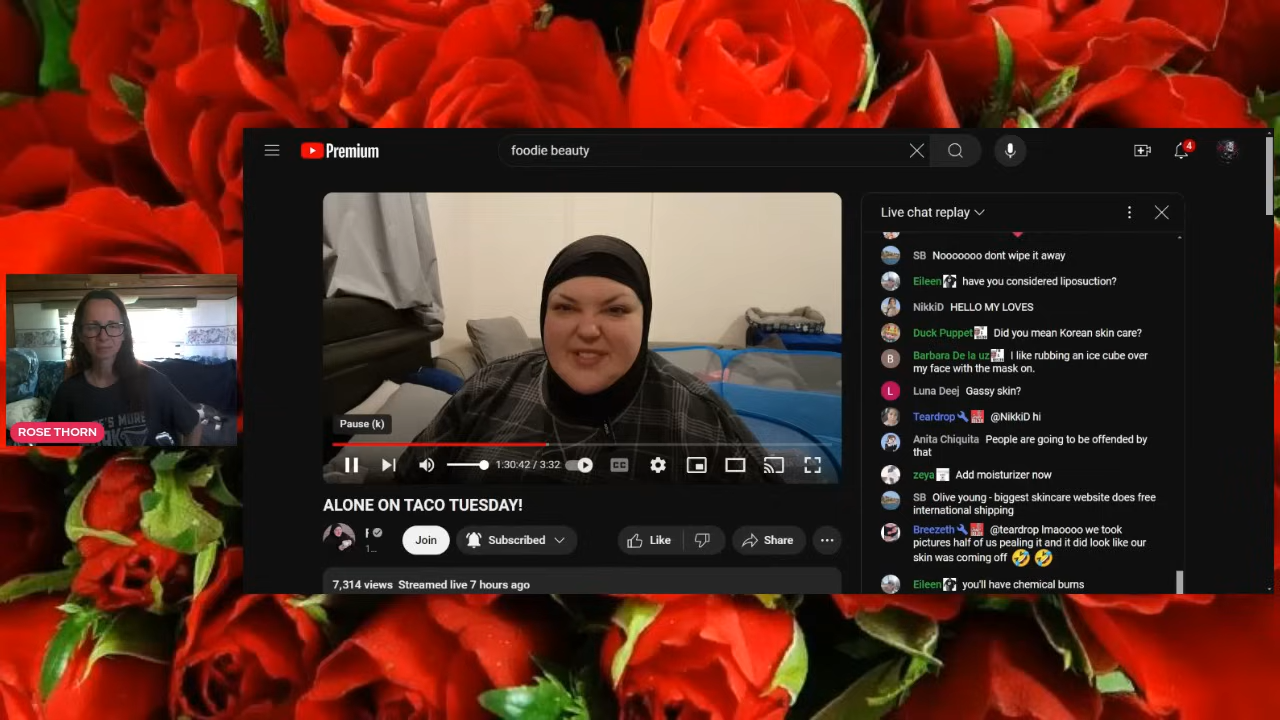 Premium
foodie beauty
4
Live chat replay
SB Nooooooo dont wipe it away
Eileen have you considered liposuction?
NikkiD HELLO MY LOVES
Duck Puppet Did you mean Korean skin care?
Barbara De la uz I like rubbing an ice cube over
my face with the mask on.
Luna Deej Gassy skin?
Teardrop @NikkiD hi
Anita Chiquita People are going to be offended by
that
zeya Add moisturizer now
SB Olive young - biggest skincare website does free
international shipping
Breezeth @teardrop lmaoooo we took
pictures half of us pealing it and it did look like our
skin was coming off 🤣 🤣
Eileen you'll have chemical burns
B
L
Pause (k)
1:30:42 / 3:32
CC
ALONE ON TACO TUESDAY!
F
1...
Join
Subscribed
Like
Share
7,314 views Streamed live 7 hours ago
ROSE THORN